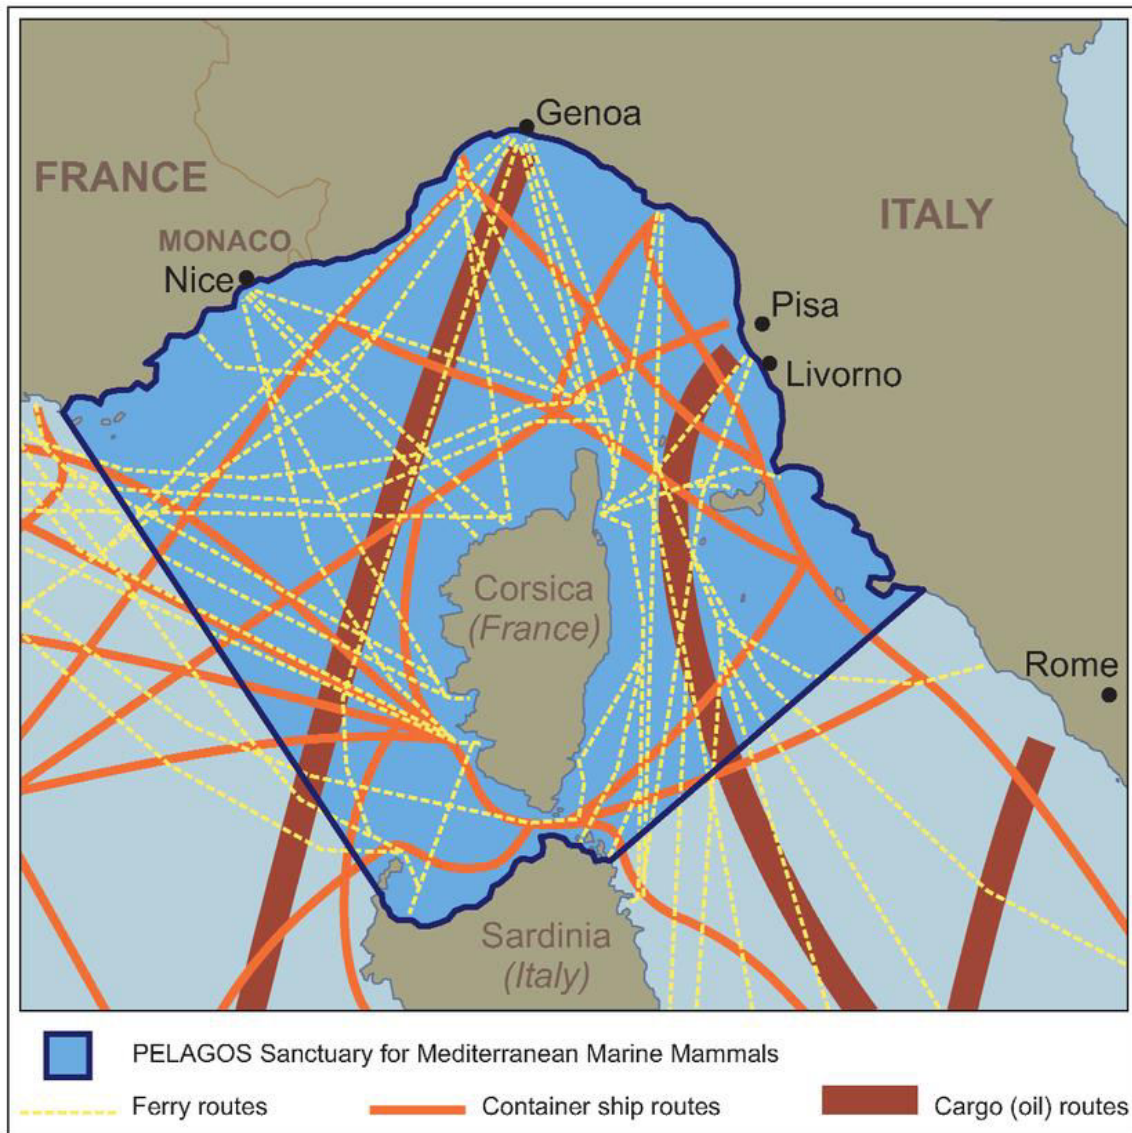 Genoa
FRANCE
ITALY
MONACO
Nice
Pisa
Livorno
Corsica
(France)
Rome
Sardinia
(Italy)
PELAGOS Sanctuary for Mediterranean Marine Mammals
Ferry routes
Container ship routes
Cargo (oil) routes